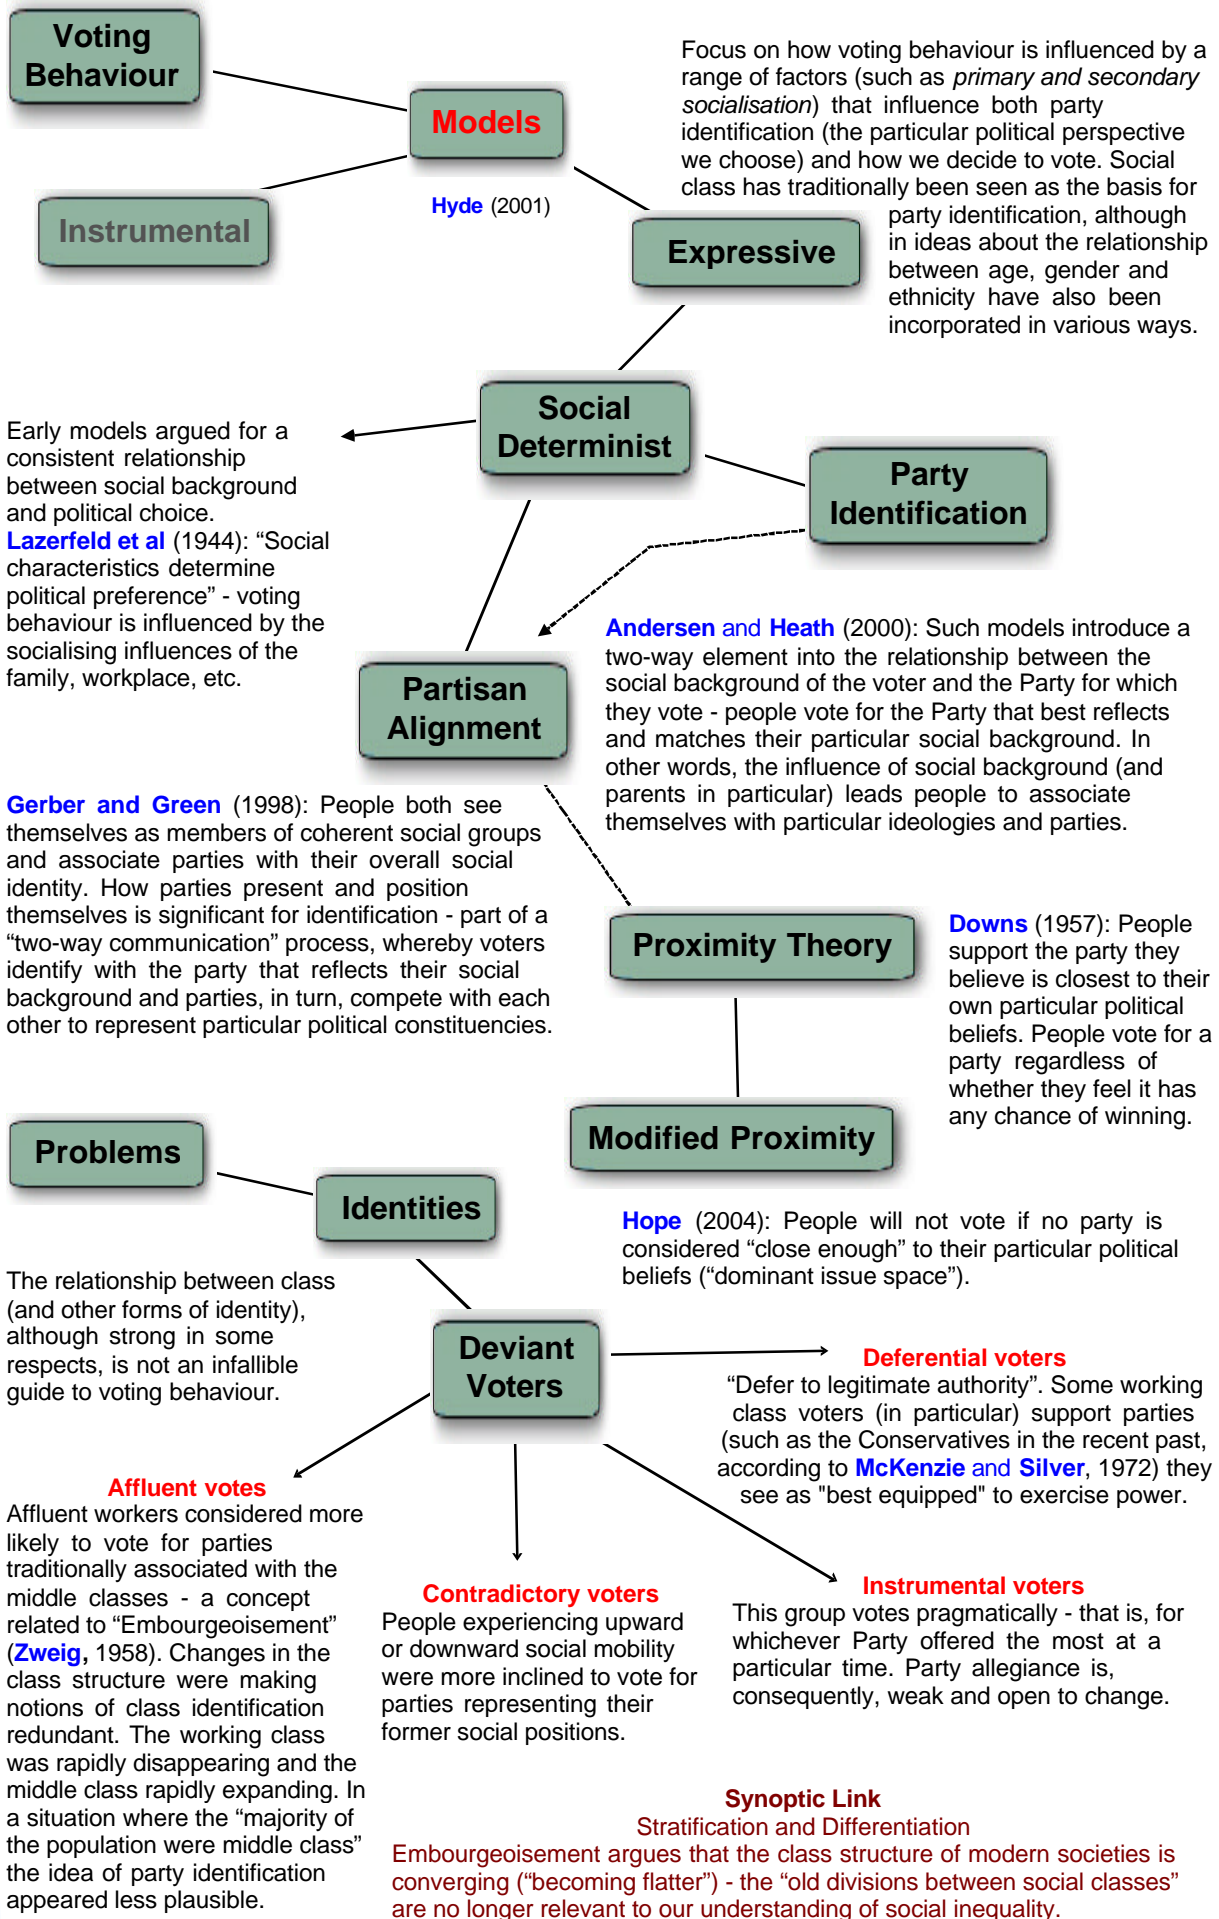 Voting
Behaviour
Models
Hyde (2001)
Instrumental
Expressive
Focus on how voting behaviour is influenced by a
range of factors (such as primary and secondary
socialisation) that influence both party
identification (the particular political perspective
we choose) and how we decide to vote. Social
class has traditionally been seen as the basis for
party identification, although
in ideas about the relationship
between age, gender and
ethnicity have also been
incorporated in various ways.
Social
Determinist
Early models argued for a
consistent relationship
between social background
and political choice.
Lazerfeld et al (1944): “Social
characteristics determine
political preference” - voting
behaviour is influenced by the
socialising influences of the
family, workplace, etc.
Party
Identification
Andersen and Heath (2000): Such models introduce a
two-way element into the relationship between the
social background of the voter and the Party for which
they vote - people vote for the Party that best reflects
and matches their particular social background. In
other words, the influence of social background (and
parents in particular) leads people to associate
themselves with particular ideologies and parties.
Partisan
Alignment
Gerber and Green (1998): People both see
themselves as members of coherent social groups
and associate parties with their overall social
identity. How parties present and position
themselves is significant for identification - part of a
“two-way communication” process, whereby voters
identify with the party that reflects their social
background and parties, in turn, compete with each
other to represent particular political constituencies.
Proximity Theory
Downs (1957): People
support the party they
believe is closest to their
own particular political
beliefs. People vote for a
party regardless of
whether they feel it has
any chance of winning.
Modified Proximity
Hope (2004): People will not vote if no party is
considered “close enough” to their particular political
beliefs (“dominant issue space”).
Problems
Identities
The relationship between class
(and other forms of identity),
although strong in some
respects, is not an infallible
guide to voting behaviour.
Deviant
Voters
Deferential voters
“Defer to legitimate authority”. Some working
class voters (in particular) support parties
(such as the Conservatives in the recent past,
according to McKenzie and Silver, 1972) they
see as "best equipped" to exercise power.
Affluent votes
Affluent workers considered more
likely to vote for parties
traditionally associated with the
middle classes - a concept
related to “Embourgeoisement”
(Zweig, 1958). Changes in the
class structure were making
notions of class identification
redundant. The working class
was rapidly disappearing and the
middle class rapidly expanding. In
a situation where the “majority of
the population were middle class”
the idea of party identification
appeared less plausible.
Contradictory voters
People experiencing upward
or downward social mobility
were more inclined to vote for
parties representing their
former social positions.
Instrumental voters
This group votes pragmatically - that is, for
whichever Party offered the most at a
particular time. Party allegiance is,
consequently, weak and open to change.
Synoptic Link
Stratification and Differentiation
Embourgeoisement argues that the class structure of modern societies is
converging (“becoming flatter”) - the “old divisions between social classes”
are no longer relevant to our understanding of social inequality.